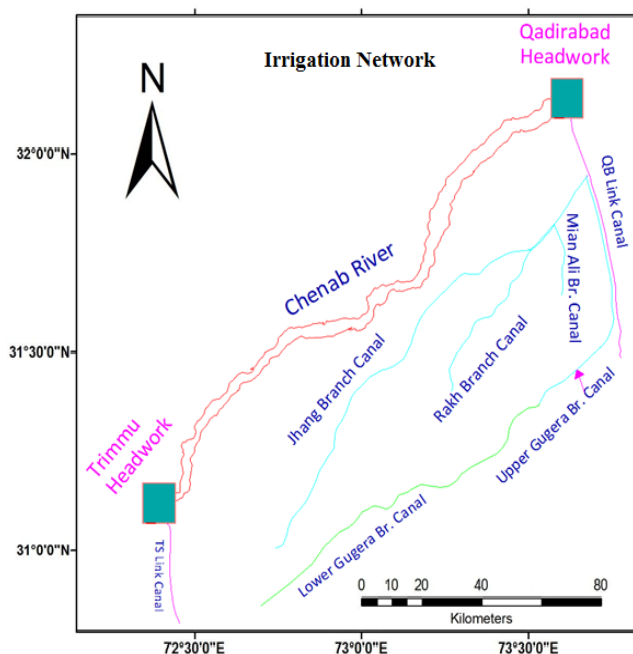 Irrigation Network
Qadirabad
Headwork
N
32°0'0"N
QB Link Canal
Mian Ali Br. Canal
Chenab River
31°30'0"N
Jhang Branch Canal
Rakh Branch Canal
Upper Gugera Br. Canal
Trimmu
Headwork
31°0'0"N
TS Link Canal
Lower Gugera Br. Canal
0 10 20 40 80
Kilometers
72°30'0"E 73°0'0"E 73°30'0"E